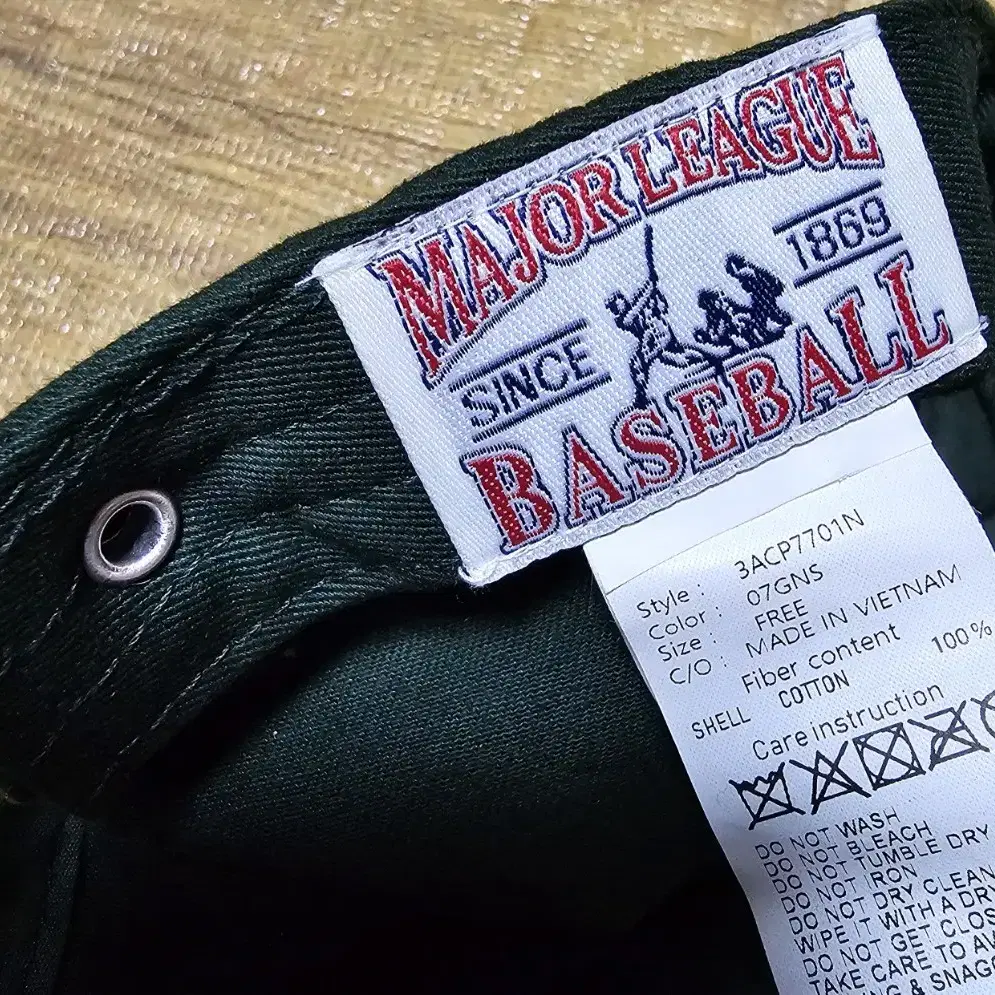 MAJOR LEAGUE
SINCE 1869
BASEBALL
Style : 3ACP7701N
Color : 07GNS
Size : FREE
C/O : MADE IN VIETNAM
Fiber content
SHELL COTTON 100%
Care instruction
DO NOT WASH
DO NOT BLEACH
DO NOT TUMBLE DRY
DO NOT IRON
DO NOT DRY CLEAN
WIPE IT WITH A DRY
DO NOT GET CLOS
TAKE CARE TO AV
NG & SNAGG